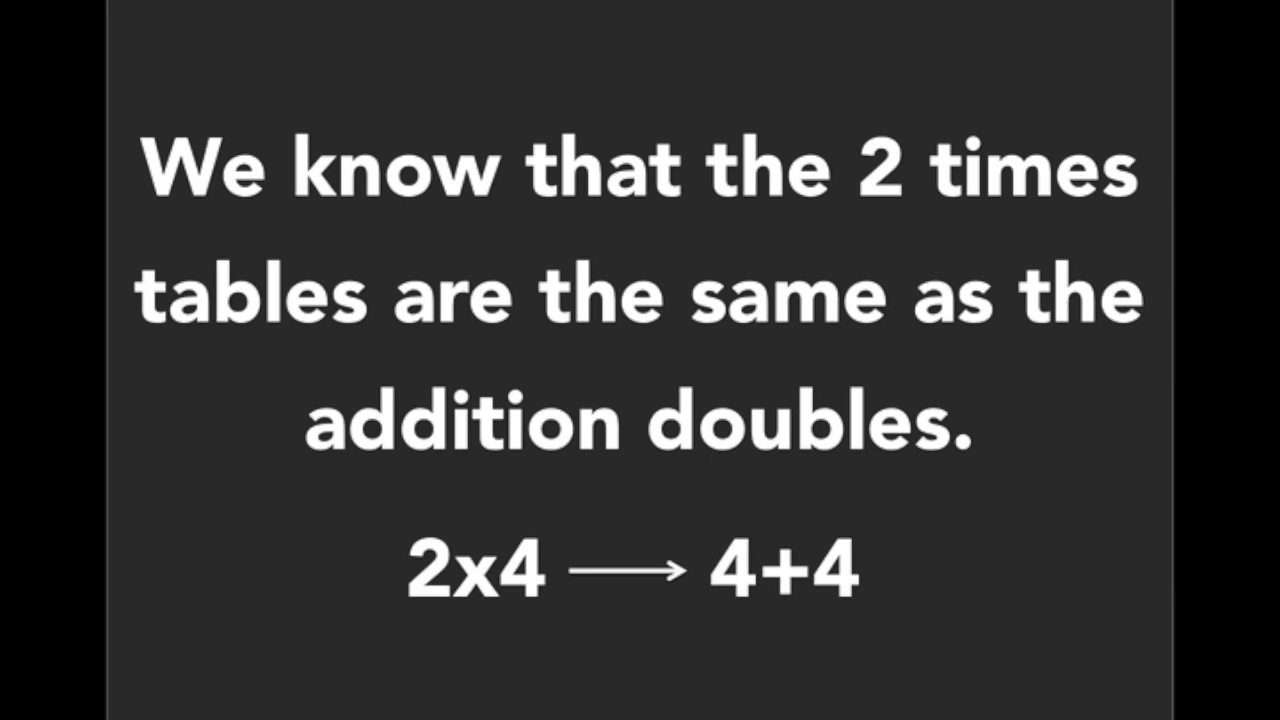 We know that the 2 times
tables are the same as the
addition doubles.
2x4 → 4+4